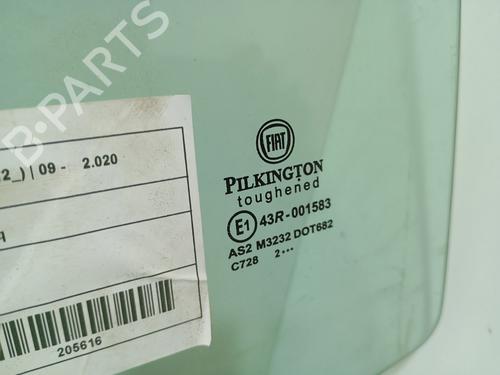 B-PARTS
2_) | 09 - 2.020
A
205616
FIAT
PILKINGTON
toughened
E1 43R-001583
AS2 M3232 DOT682
C728 2•••